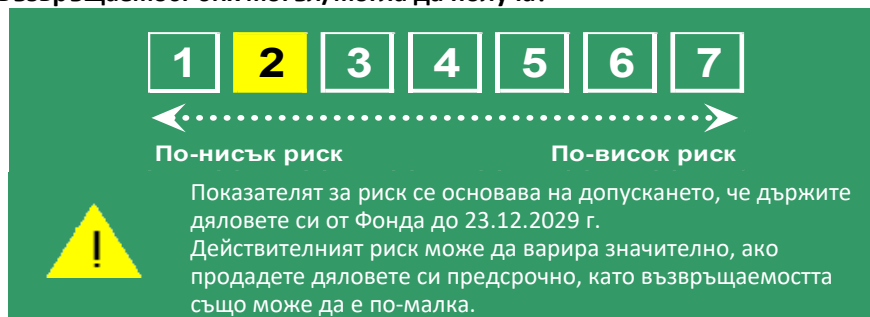 1 2 3 4 5 6 7
По-нисък риск По-висок риск
Показателят за риск се основава на допускането, че държите
дяловете си от Фонда до 23.12.2029 г.
Действителният риск може да варира значително, ако
продадете дяловете си предсрочно, като възвръщаемостта
също може да е по-малка.
!